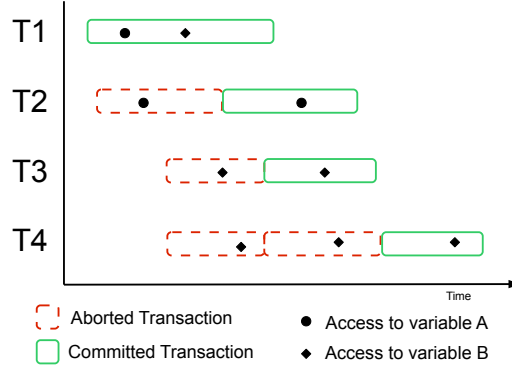 T1
T2
T3
T4
Time
Aborted Transaction
Access to variable A
Committed Transaction
Access to variable B